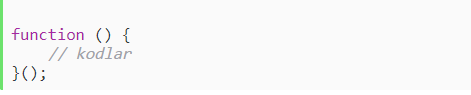 function () {
    // kodlar
}();